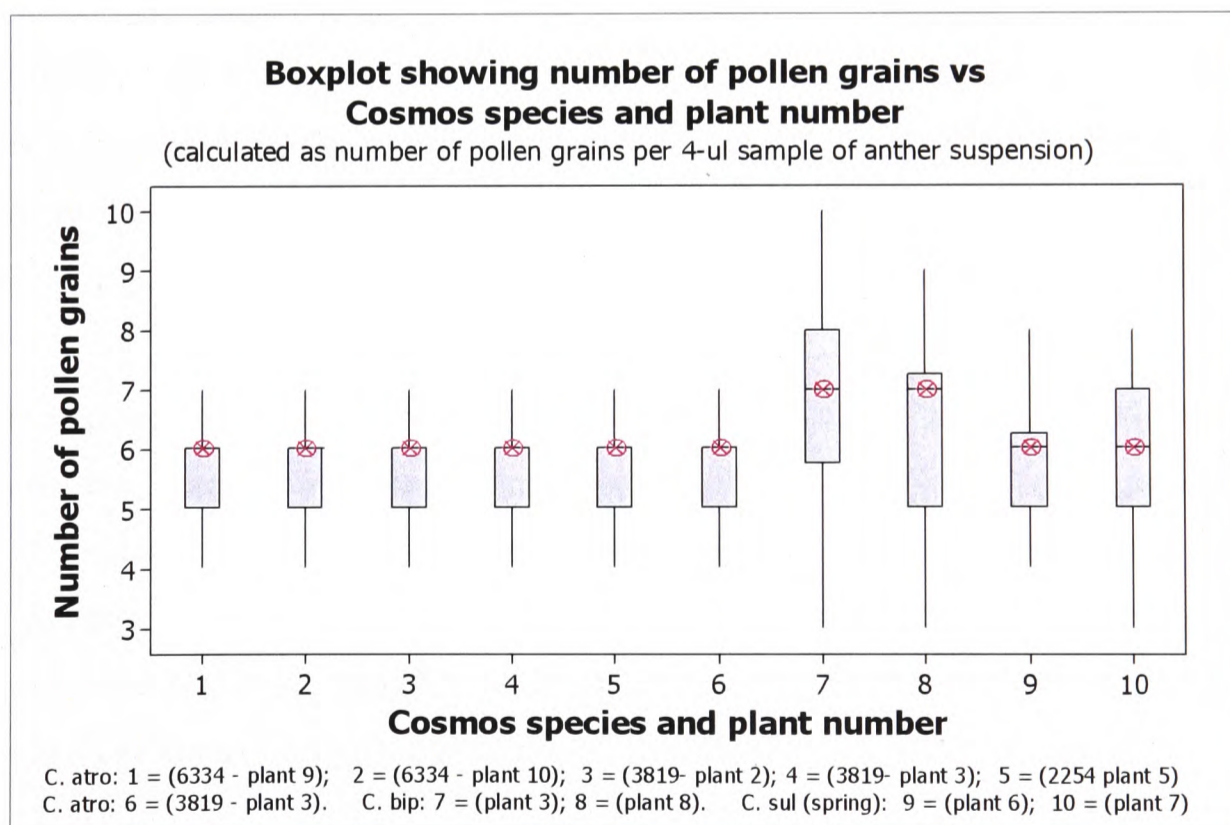 Boxplot showing number of pollen grains vs
Cosmos species and plant number
(calculated as number of pollen grains per 4-ul sample of anther suspension)
Number of pollen grains
10
9
8
7
6
5
4
3
1 2 3 4 5 6 7 8 9 10
Cosmos species and plant number
C. atro: 1 = (6334 - plant 9); 2 = (6334 - plant 10); 3 = (3819- plant 2); 4 = (3819- plant 3); 5 = (2254 plant 5)
C. atro: 6 = (3819 - plant 3). C. bip: 7 = (plant 3); 8 = (plant 8). C. sul (spring): 9 = (plant 6); 10 = (plant 7)